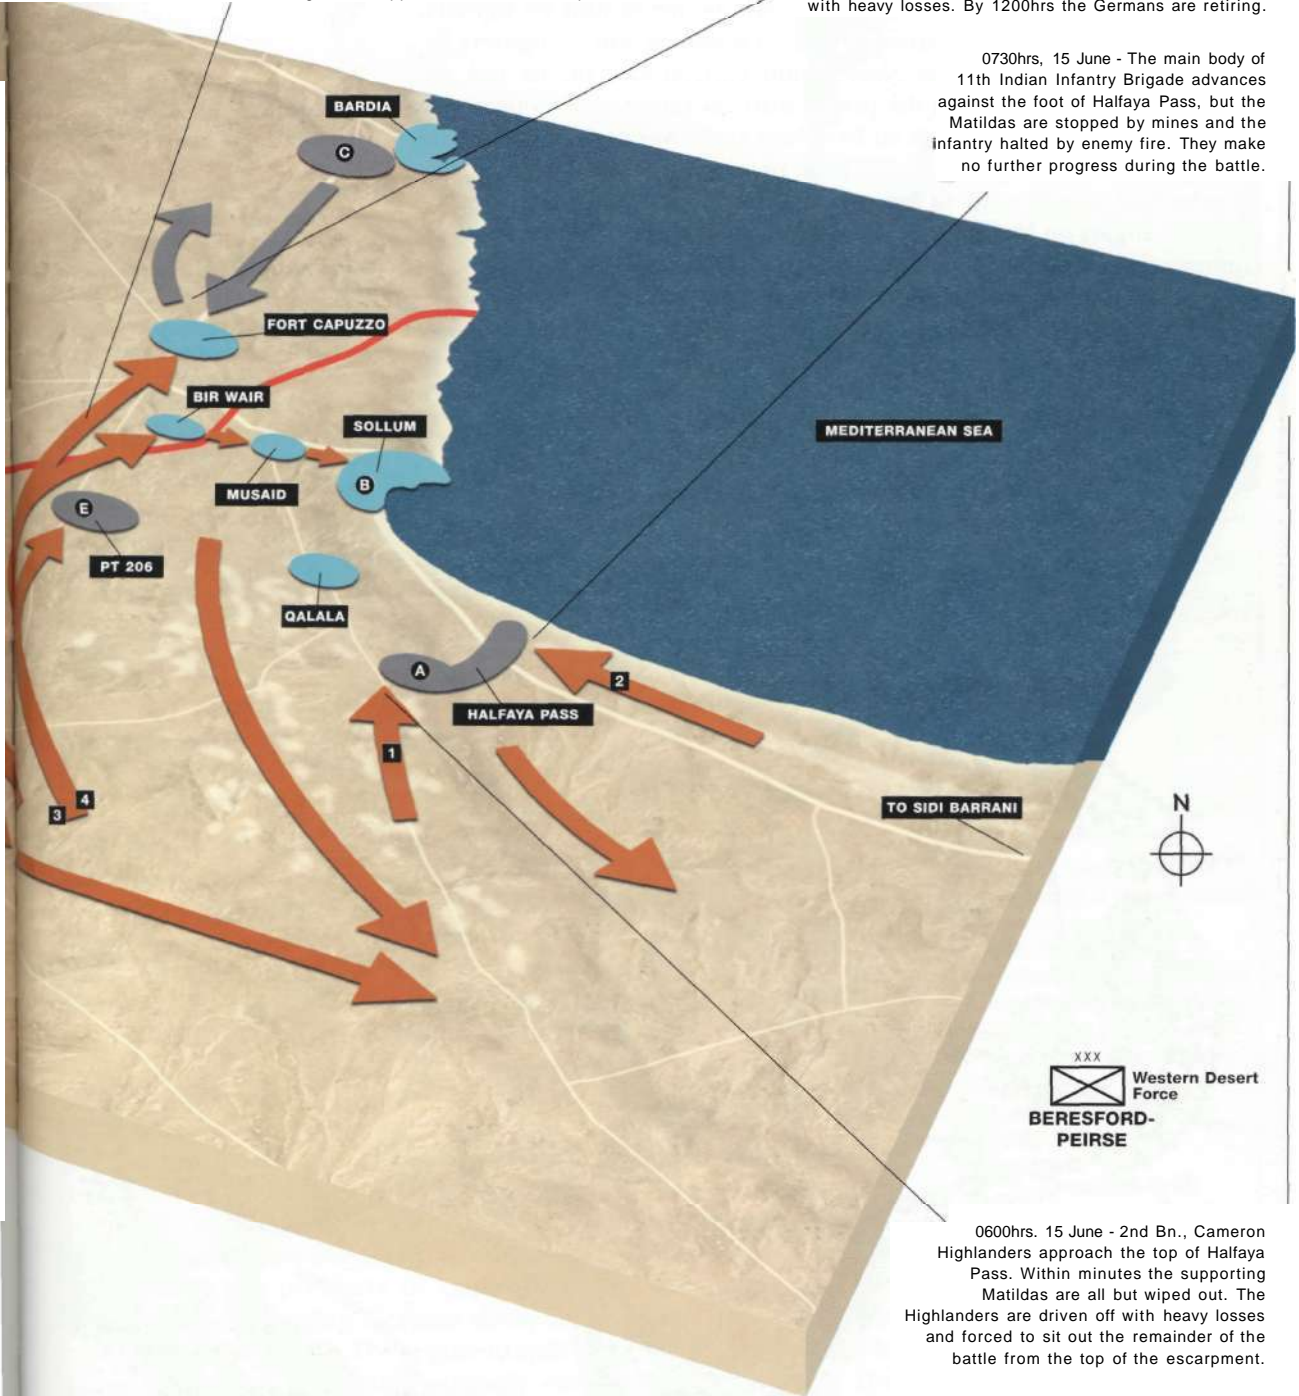 with heavy losses. By 1200hrs the Germans are retiring.
0730hrs, 15 June - The main body of
11th Indian Infantry Brigade advances
against the foot of Halfaya Pass, but the
Matildas are stopped by mines and the
infantry halted by enemy fire. They make
no further progress during the battle.
BARDIA
C
FORT CAPUZZO
BIR WAIR
SOLLUM
MEDITERRANEAN SEA
B
MUSAID
E
PT 206
QALALA
A
2
HALFAYA PASS
1
4
3
TO SIDI BARRANI
N
XXX
Western Desert
Force
BERESFORD-
PEIRSE
0600hrs. 15 June - 2nd Bn., Cameron
Highlanders approach the top of Halfaya
Pass. Within minutes the supporting
Matildas are all but wiped out. The
Highlanders are driven off with heavy losses
and forced to sit out the remainder of the
battle from the top of the escarpment.